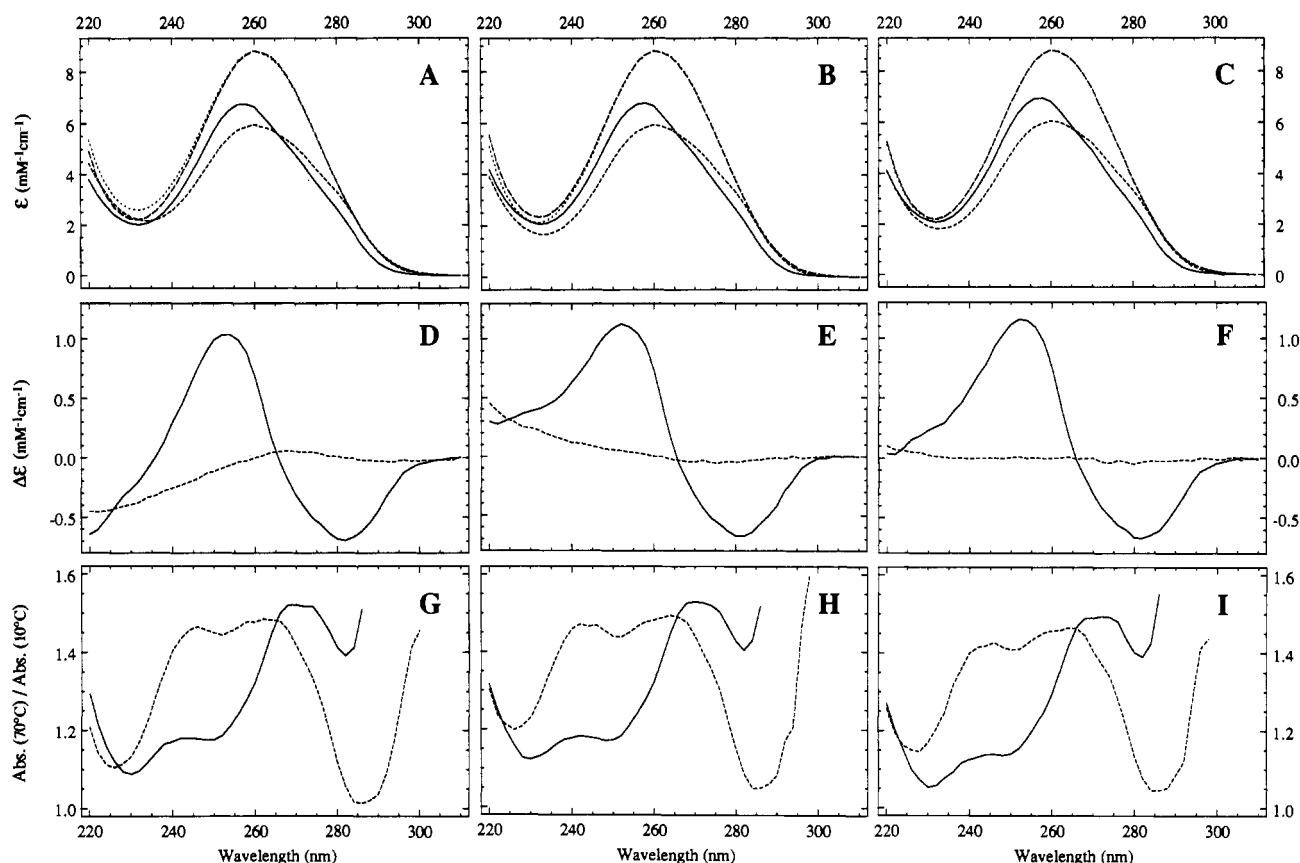 220 240 260 280 300 220 240 260 280 300 220 240 260 280 300
A B C
8 8
6 6
4 4
2 2
0 0
ε (mM⁻¹cm⁻¹)
D E F
1.0 1.0
0.5 0.5
0.0 0.0
-0.5 -0.5
Δε (mM⁻¹cm⁻¹)
G H I
1.6 1.6
1.4 1.4
1.2 1.2
1.0 1.0
Abs. (70°C) / Abs. (10°C)
220 240 260 280 300 220 240 260 280 300 220 240 260 280 300
Wavelength (nm) Wavelength (nm) Wavelength (nm)